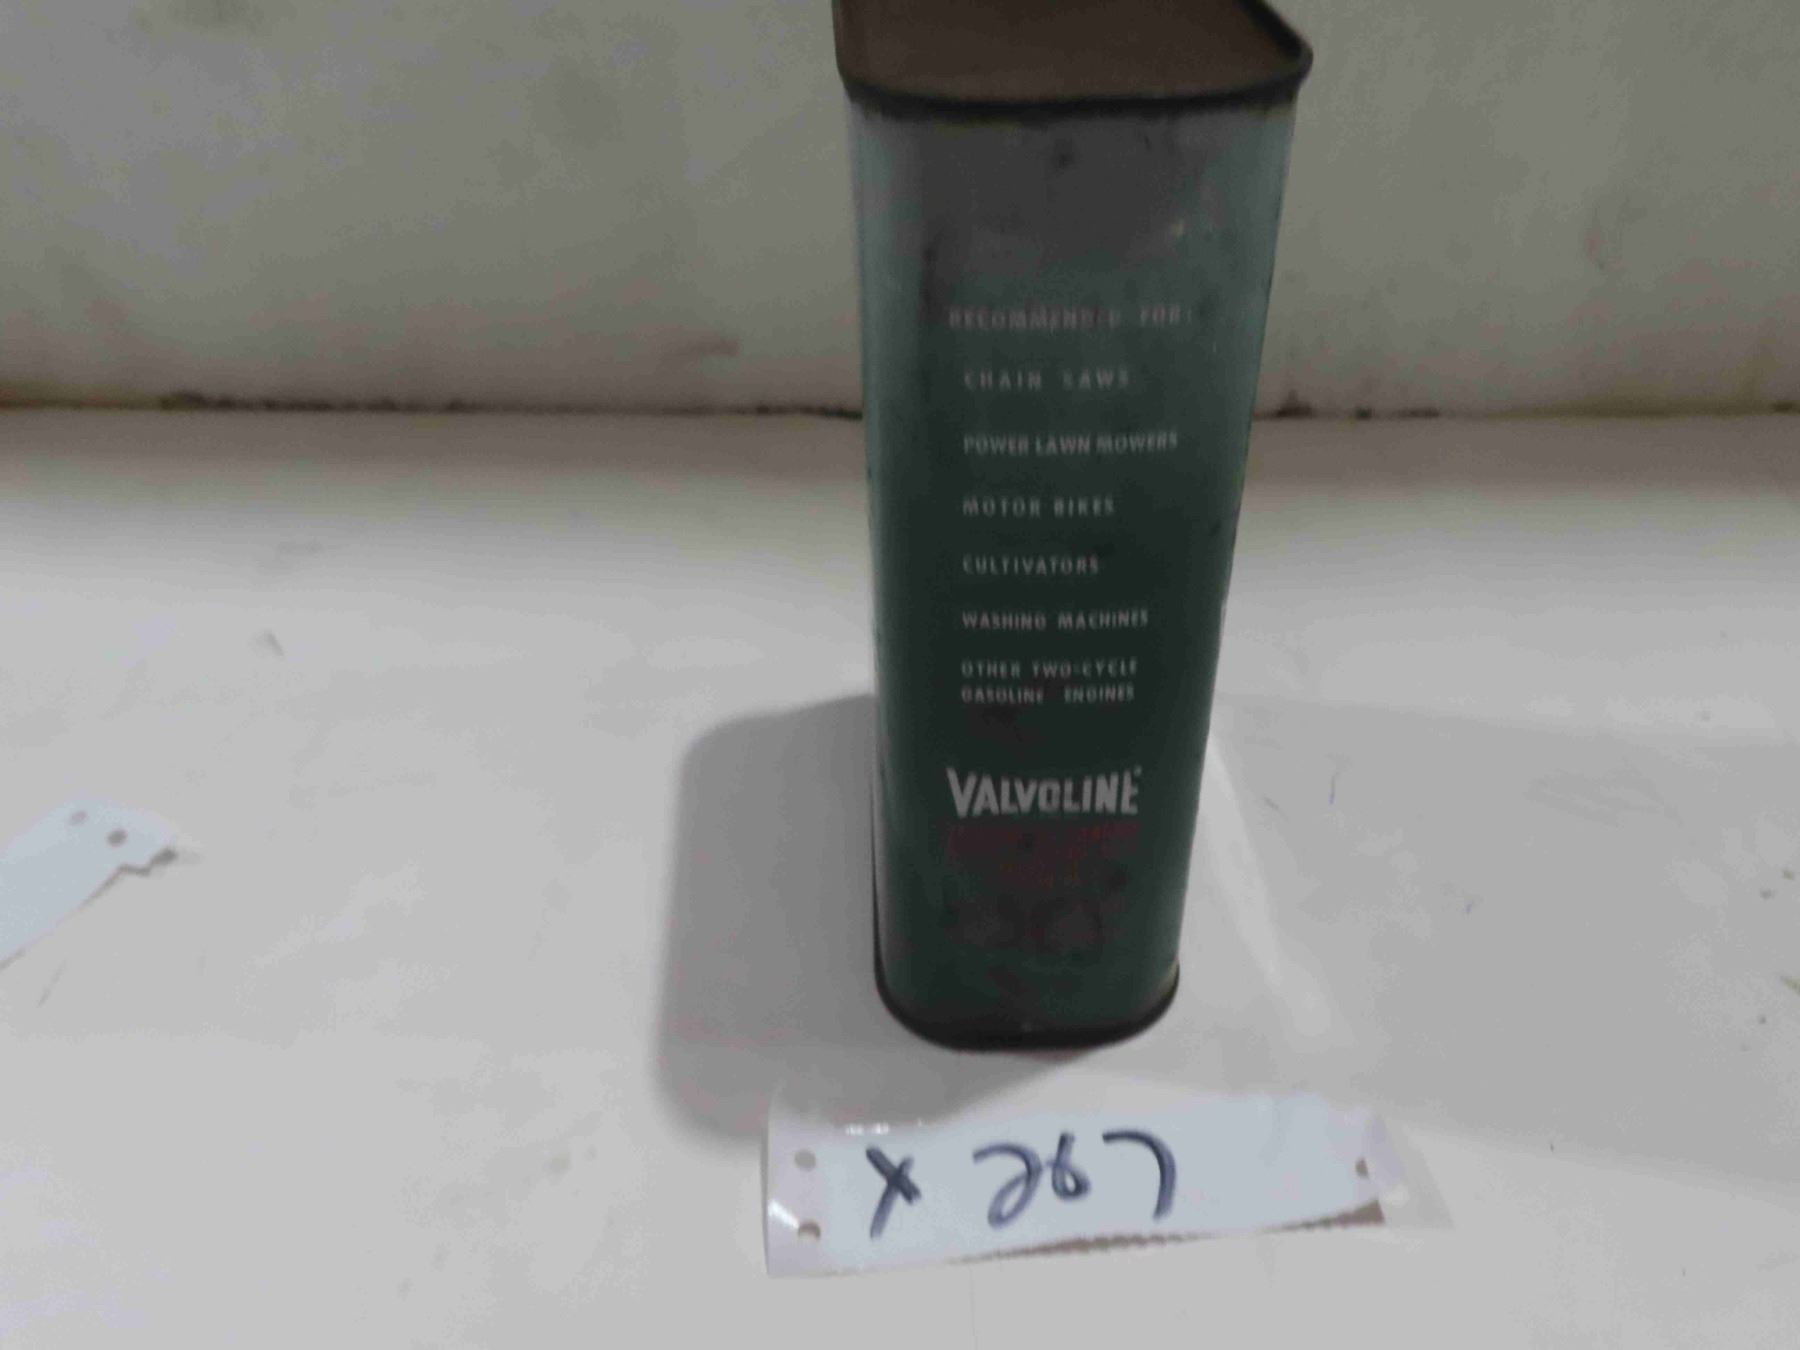 RECOMMENDED FOR:
CHAIN SAWS
POWER LAWN MOWERS
MOTOR BIKES
CULTIVATORS
WASHING MACHINES
OTHER TWO-CYCLE
GASOLINE ENGINES
VALVOLINE
X 267